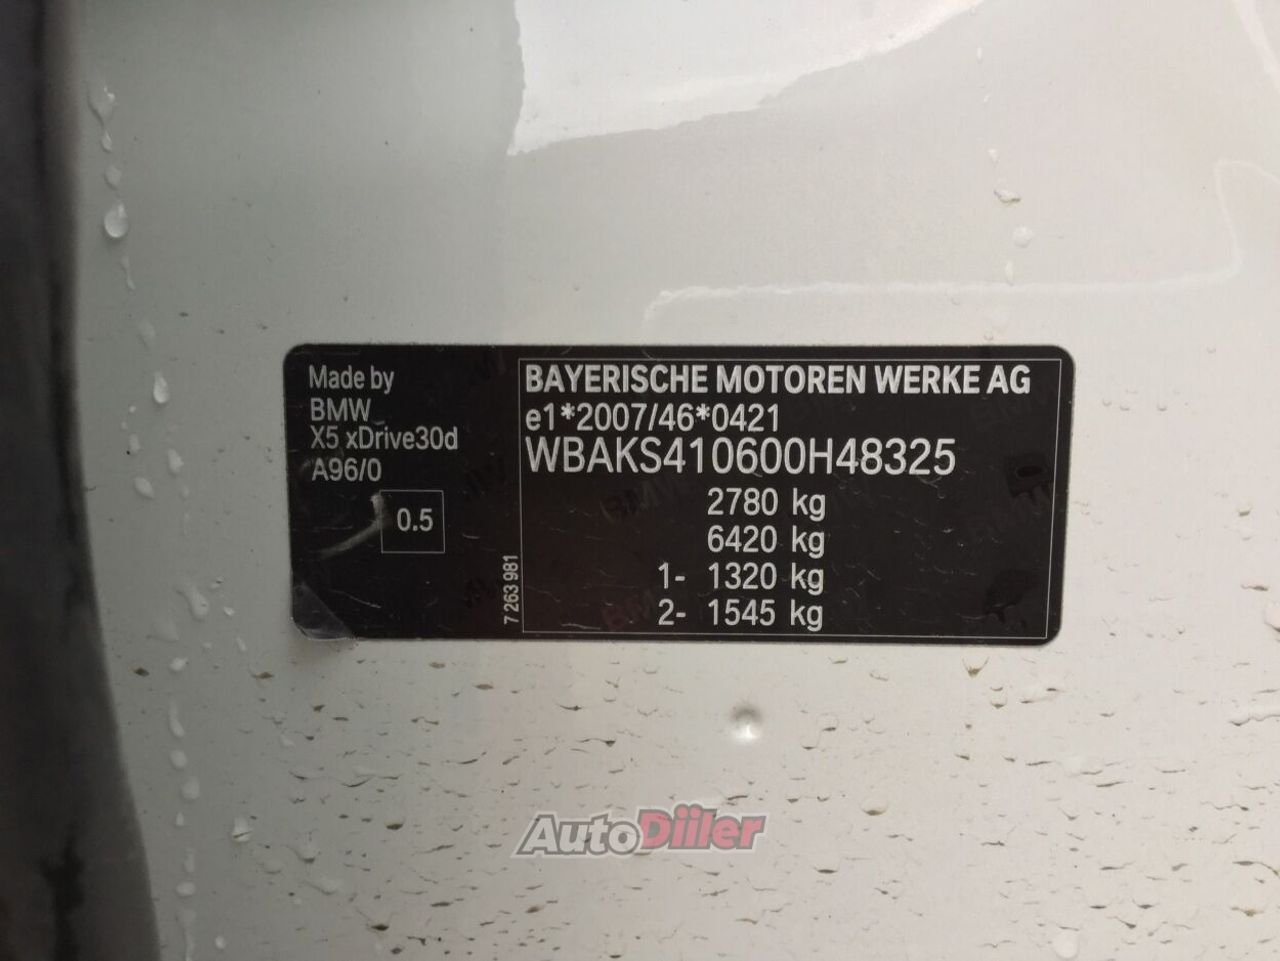 Made by
BMW
X5 xDrive30d
A96/0
0.5
7 263 981
BAYERISCHE MOTOREN WERKE AG
e1*2007/46*0421
WBAKS410600H48325
2780 kg
6420 kg
1- 1320 kg
2- 1545 kg
AutoDiiler